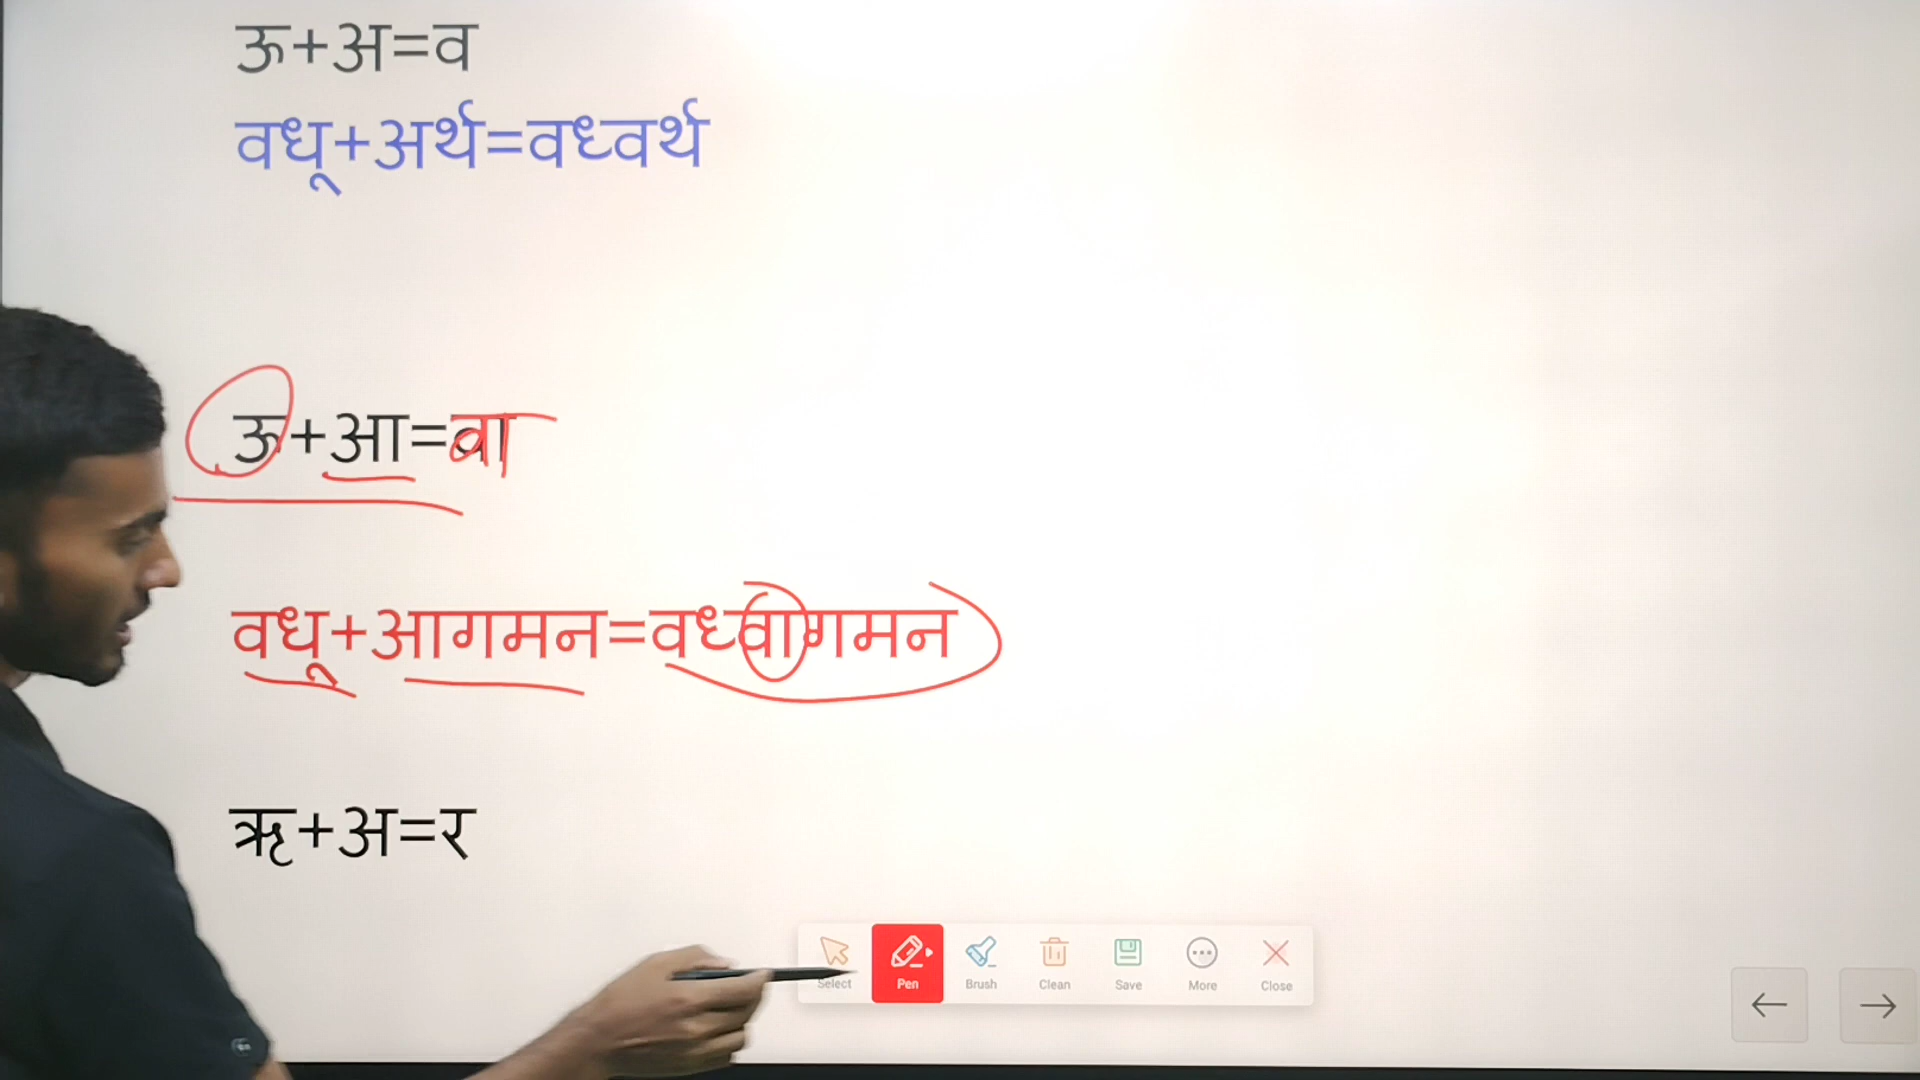 ऊ+अ=व
वधू+अर्थ=वध्वर्थ
ऊ+आ=वा
वधू+आगमन=वध्वागमन
ऋ+अ=र
Select Pen Brush Clean Save More Close